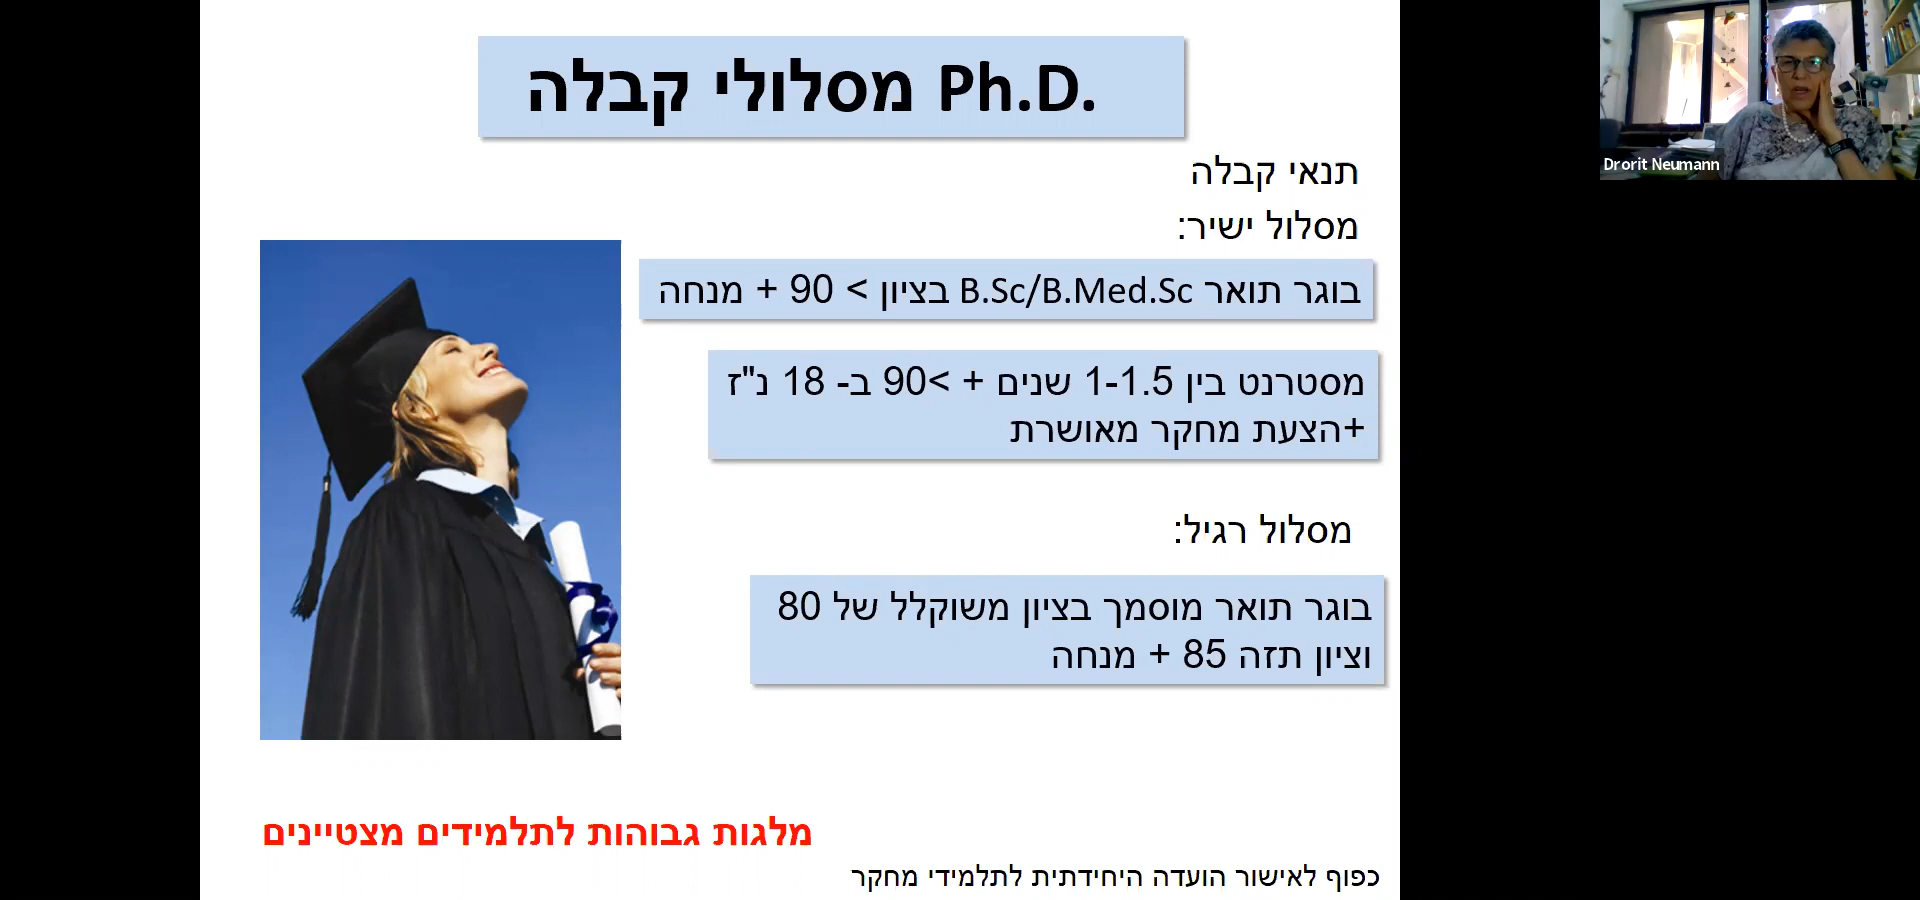 מסלולי קבלה Ph.D.
תנאי קבלה
מסלול ישיר:
בוגר תואר B.Sc/B.Med.Sc בציון > 90 + מנחה
מסטרנט בין 1-1.5 שנים + >90 ב- 18 נ"ז
+הצעת מחקר מאושרת
מסלול רגיל:
בוגר תואר מוסמך בציון משוקלל של 80
וציון תזה 85 + מנחה
מלגות גבוהות לתלמידים מצטיינים
כפוף לאישור הועדה היחידתית לתלמידי מחקר
Drorit Neumann